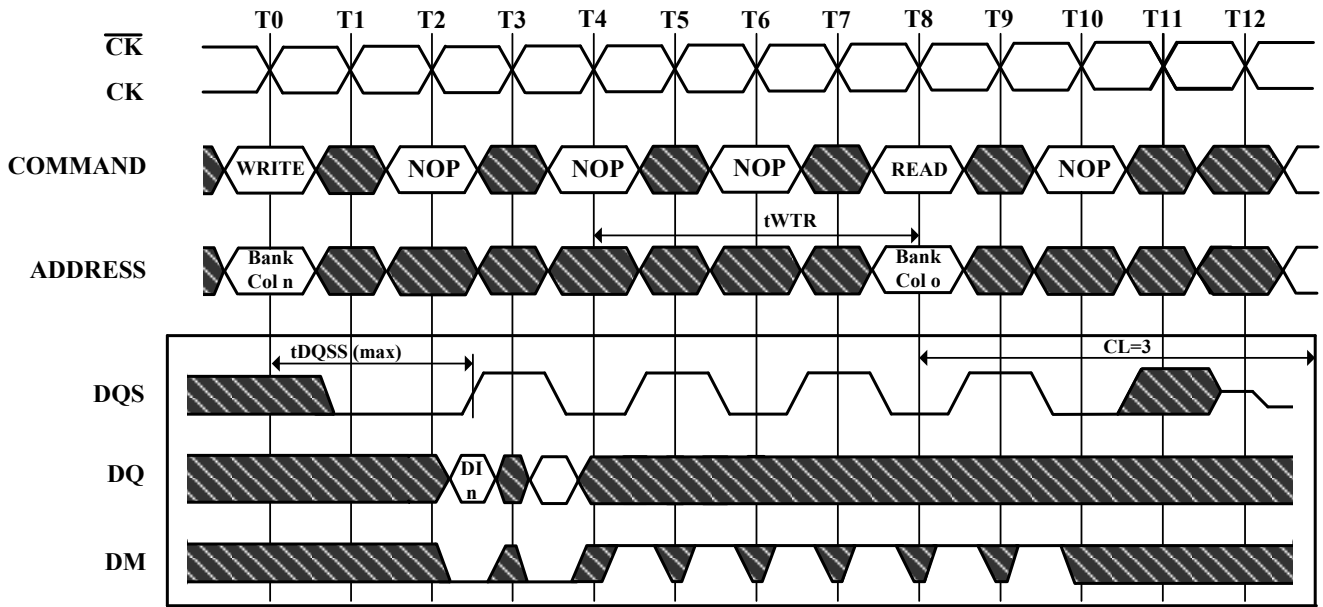 T0 T1 T2 T3 T4 T5 T6 T7 T8 T9 T10 T11 T12
CK
CK
COMMAND WRITE NOP NOP NOP READ NOP
tWTR
ADDRESS Bank Col n Bank Col o
tDQSS (max) CL=3
DQS
DQ DI n
DM